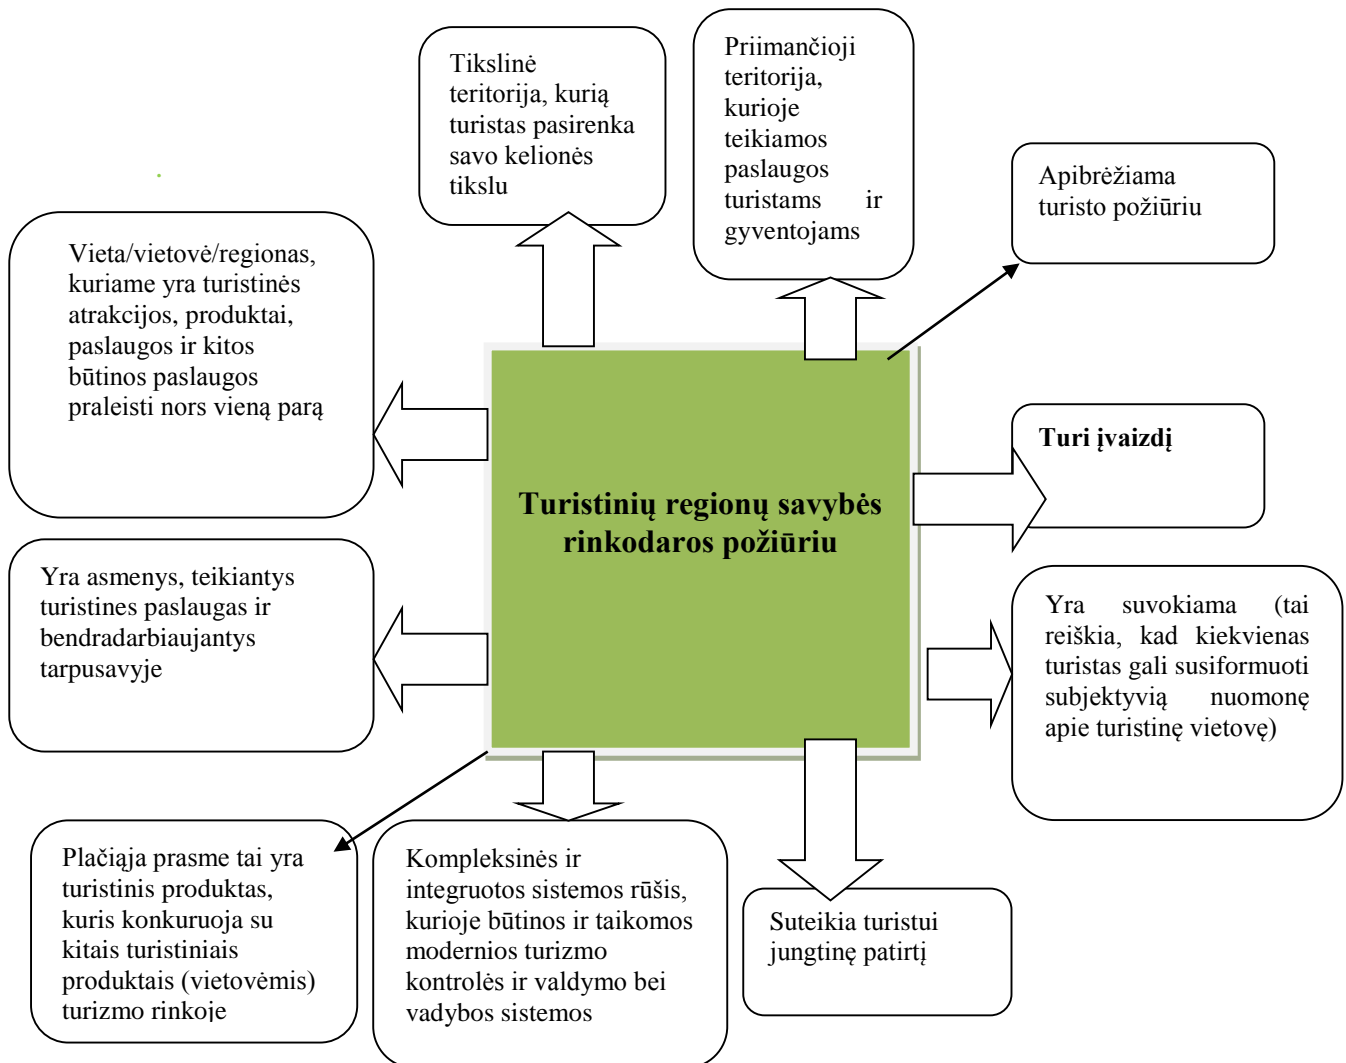 Tikslinė
teritorija, kurią
turistas pasirenka
savo kelionės
tikslu
Priimančioji
teritorija,
kurioje
teikiamos
paslaugos
turistams ir
gyventojams
Apibrėžiama
turisto požiūriu
Vieta/vietovė/regionas,
kuriame yra turistinės
atrakcijos, produktai,
paslaugos ir kitos
būtinos paslaugos
praleisti nors vieną parą
Turi įvaizdį
Turistinių regionų savybės
rinkodaros požiūriu
Yra asmenys, teikiantys
turistines paslaugas ir
bendradarbiaujantys
tarpusavyje
Yra suvokiama (tai
reiškia, kad kiekvienas
turistas gali susiformuoti
subjektyvią nuomonę
apie turistinę vietovę)
Plačiąja prasme tai yra
turistinis produktas,
kuris konkuruoja su
kitais turistiniais
produktais (vietovėmis)
turizmo rinkoje
Kompleksinės ir
integruotos sistemos rūšis,
kurioje būtinos ir taikomos
modernios turizmo
kontrolės ir valdymo bei
vadybos sistemos
Suteikia turistui
jungtinę patirtį